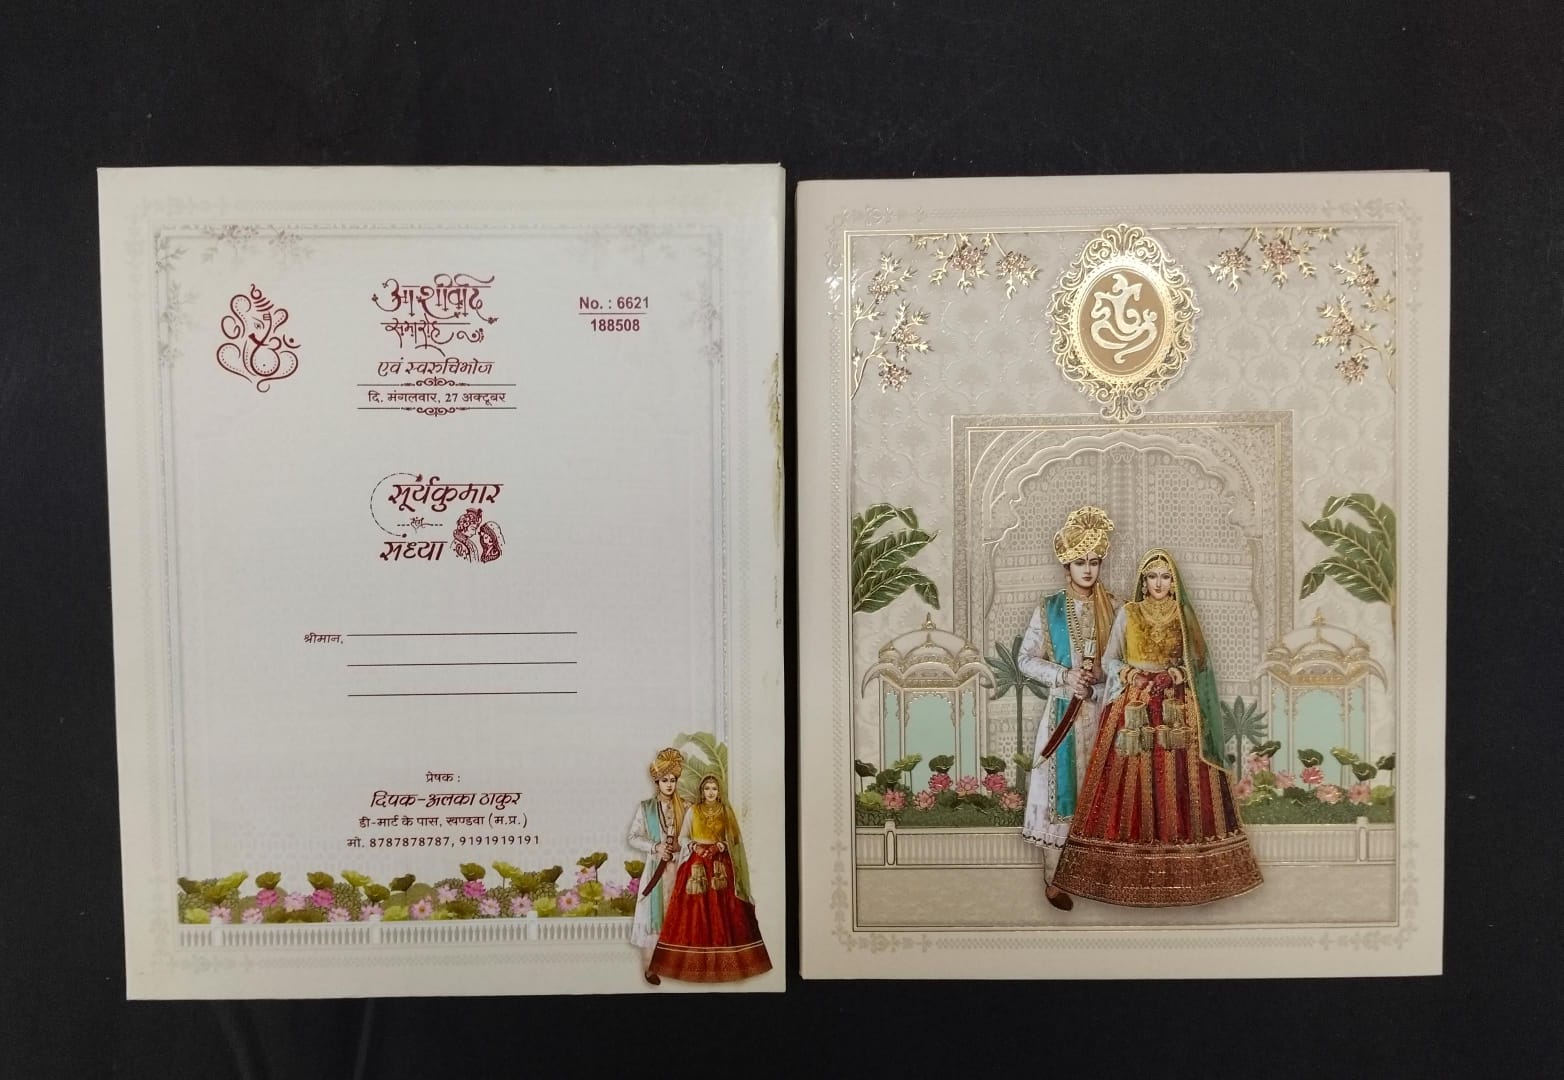 आशीर्वाद
समारोह
एवं स्वरुचिभोज
दि. मंगलवार, 27 अक्टूबर
No. : 6621
188508
सूर्यकुमार
संग
संध्या
श्रीमान,
प्रेषक :
दिपक-अलका ठाकुर
डी-मार्ट के पास, खण्डवा (म.प्र.)
मो. 8787878787, 9191919191